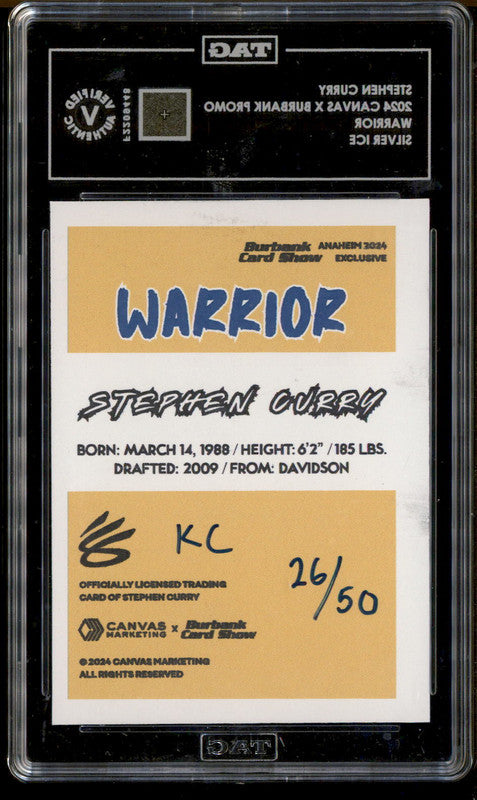 TAG
STEPHEN CURRY
2024 CANVAS X BURBANK PROMO
WARRIOR
SILVER ICE
VERIFIED
V
AUTHENTIC
F2209448
Burbank Card Show ANAHEIM 2024 EXCLUSIVE
WARRIOR
STEPHEN CURRY
BORN: MARCH 14, 1988 / HEIGHT: 6'2" / 185 LBS.
DRAFTED: 2009 / FROM: DAVIDSON
KC
26/50
OFFICIALLY LICENSED TRADING
CARD OF STEPHEN CURRY
CANVAS MARKETING x Burbank Card Show
© 2024 CANVAS MARKETING
ALL RIGHTS RESERVED
TAG